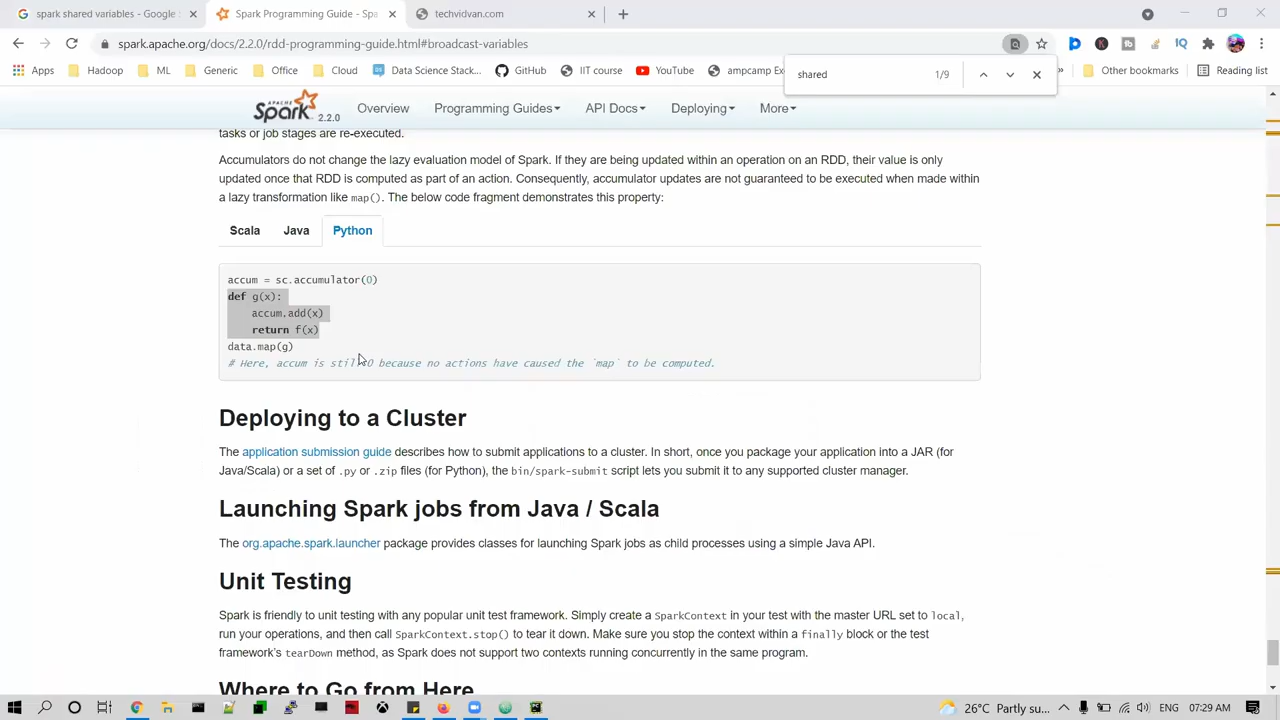 spark shared variables - Google S
Spark Programming Guide - Spa
techvidvan.com
spark.apache.org/docs/2.2.0/rdd-programming-guide.html#broadcast-variables
shared 1/9
Apps Hadoop ML Generic Office Cloud Data Science Stack... GitHub IIT course YouTube ampcamp Ex Other bookmarks Reading list
APACHE Spark 2.2.0 Overview Programming Guides API Docs Deploying More
tasks or job stages are re-executed.
Accumulators do not change the lazy evaluation model of Spark. If they are being updated within an operation on an RDD, their value is only
updated once that RDD is computed as part of an action. Consequently, accumulator updates are not guaranteed to be executed when made within
a lazy transformation like map(). The below code fragment demonstrates this property:
Scala Java Python
accum = sc.accumulator(0)
def g(x):
accum.add(x)
return f(x)
data.map(g)
# Here, accum is still 0 because no actions have caused the `map` to be computed.
Deploying to a Cluster
The application submission guide describes how to submit applications to a cluster. In short, once you package your application into a JAR (for
Java/Scala) or a set of .py or .zip files (for Python), the bin/spark-submit script lets you submit it to any supported cluster manager.
Launching Spark jobs from Java / Scala
The org.apache.spark.launcher package provides classes for launching Spark jobs as child processes using a simple Java API.
Unit Testing
Spark is friendly to unit testing with any popular unit test framework. Simply create a SparkContext in your test with the master URL set to local,
run your operations, and then call SparkContext.stop() to tear it down. Make sure you stop the context within a finally block or the test
framework's tearDown method, as Spark does not support two contexts running concurrently in the same program.
Where to Go from Here
26°C Partly su... ENG 07:29 AM